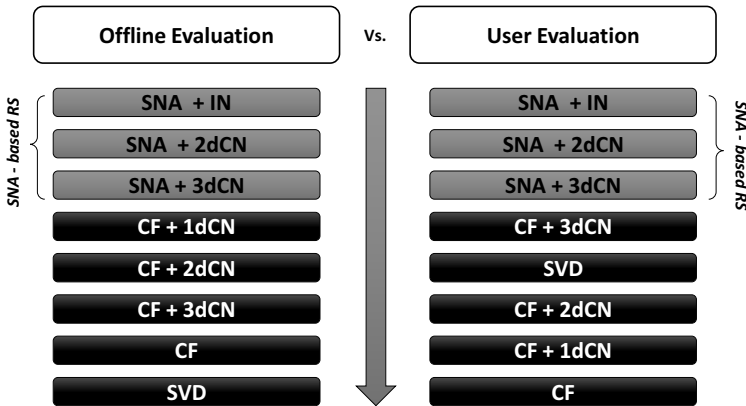 Offline Evaluation Vs. User Evaluation
SNA - based RS
SNA + IN
SNA + 2dCN
SNA + 3dCN
CF + 1dCN
CF + 2dCN
CF + 3dCN
CF
SVD
SNA + IN
SNA + 2dCN
SNA + 3dCN
CF + 3dCN
SVD
CF + 2dCN
CF + 1dCN
CF
SNA - based RS